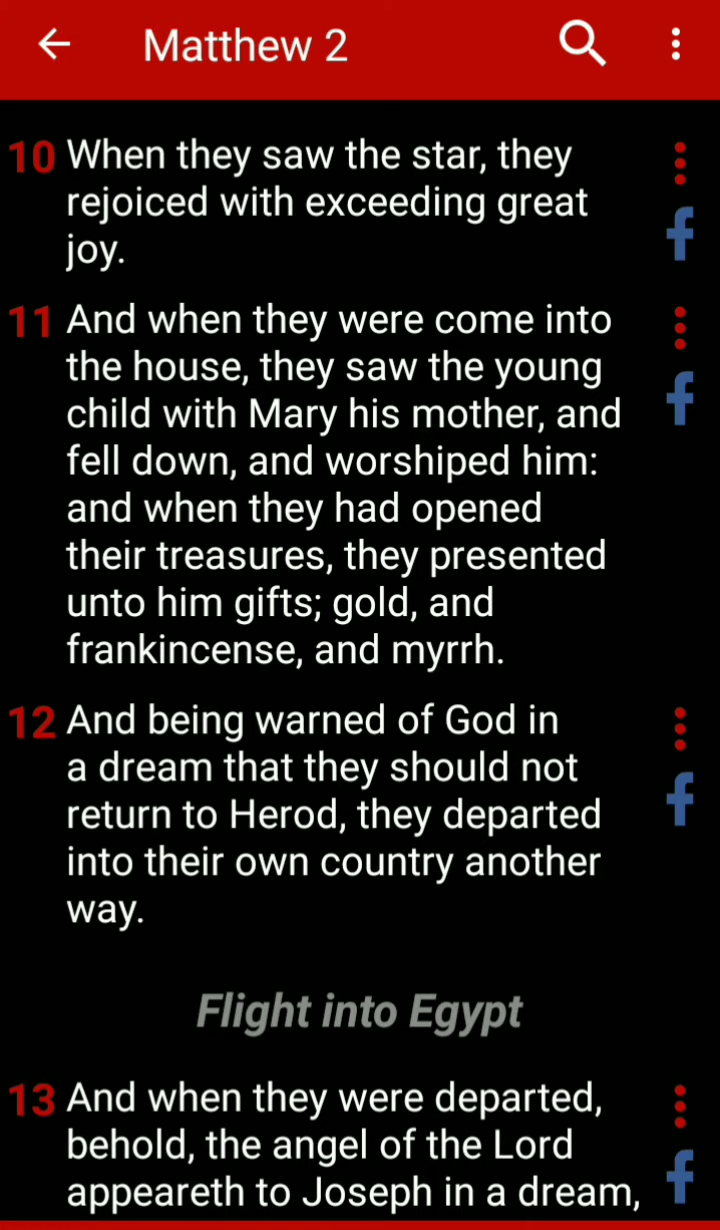 Matthew 2
10 When they saw the star, they
rejoiced with exceeding great
joy.
11 And when they were come into
the house, they saw the young
child with Mary his mother, and
fell down, and worshiped him:
and when they had opened
their treasures, they presented
unto him gifts; gold, and
frankincense, and myrrh.
12 And being warned of God in
a dream that they should not
return to Herod, they departed
into their own country another
way.
Flight into Egypt
13 And when they were departed,
behold, the angel of the Lord
appeareth to Joseph in a dream,